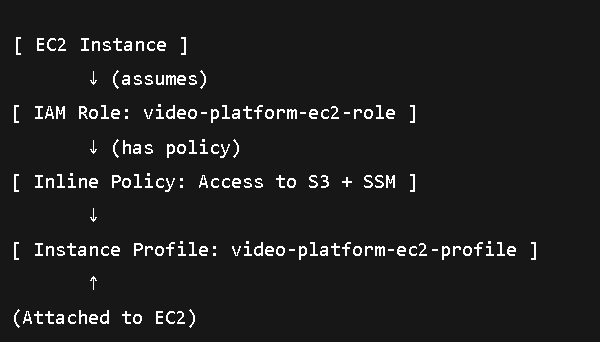 [ EC2 Instance ]
↓ (assumes)
[ IAM Role: video-platform-ec2-role ]
↓ (has policy)
[ Inline Policy: Access to S3 + SSM ]
↓
[ Instance Profile: video-platform-ec2-profile ]
↑
(Attached to EC2)